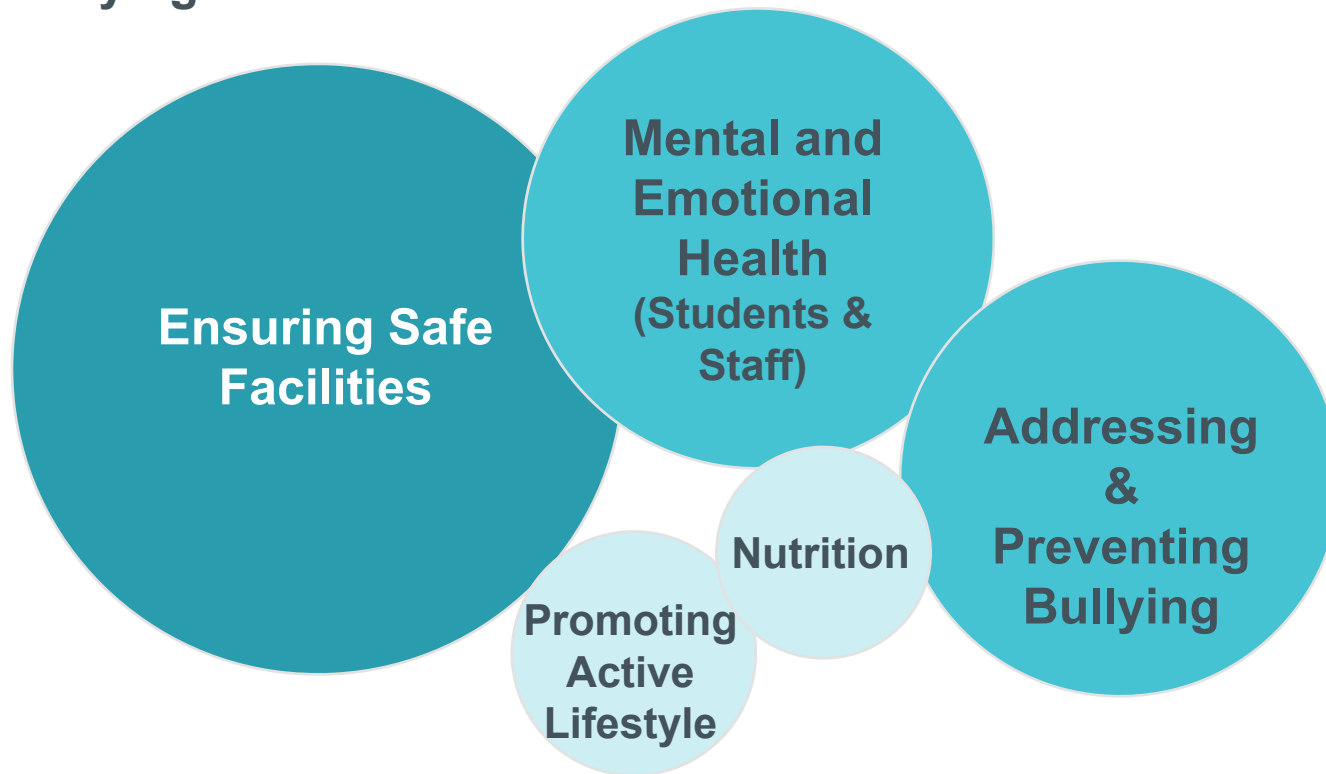 Ensuring Safe
Facilities
Mental and
Emotional
Health
(Students &
Staff)
Addressing
&
Preventing
Bullying
Nutrition
Promoting
Active
Lifestyle